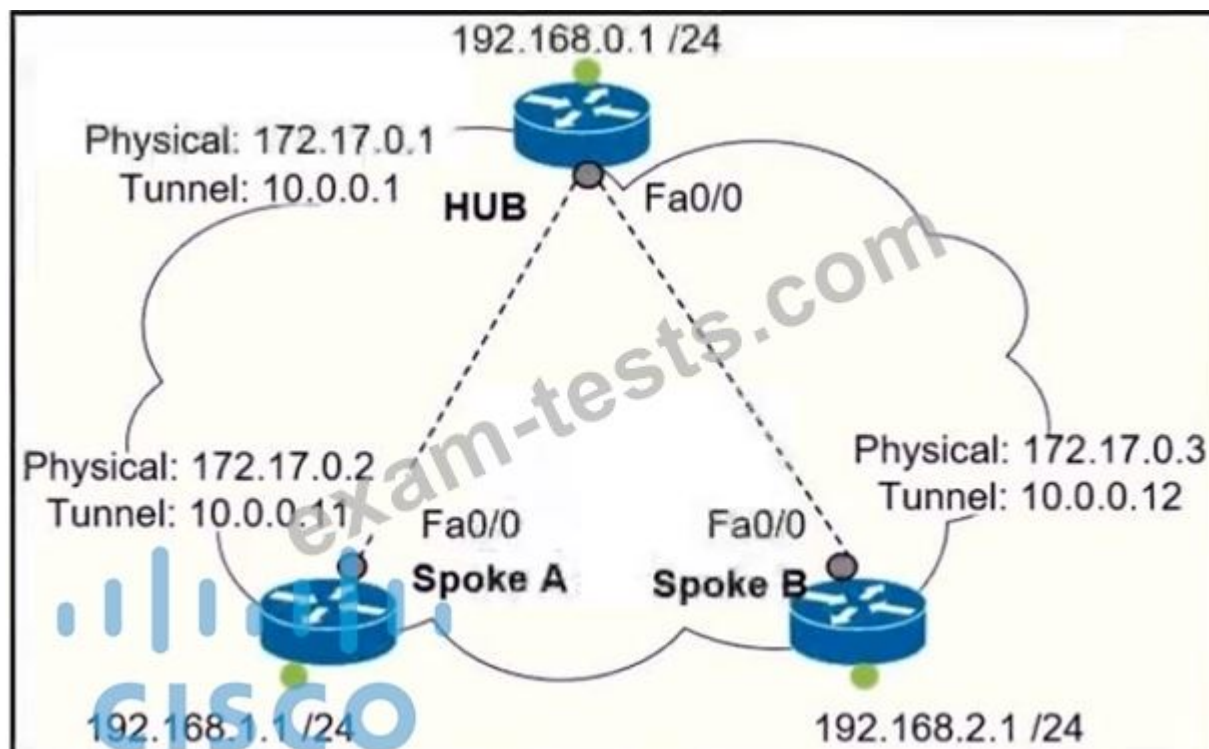 192.168.0.1 /24
Physical: 172.17.0.1
Tunnel: 10.0.0.1
HUB
Fa0/0
exam-tests.com
Physical: 172.17.0.2
Tunnel: 10.0.0.11
Fa0/0
Spoke A
Physical: 172.17.0.3
Tunnel: 10.0.0.12
Fa0/0
Spoke B
CISCO
192.168.1.1 /24
192.168.2.1 /24